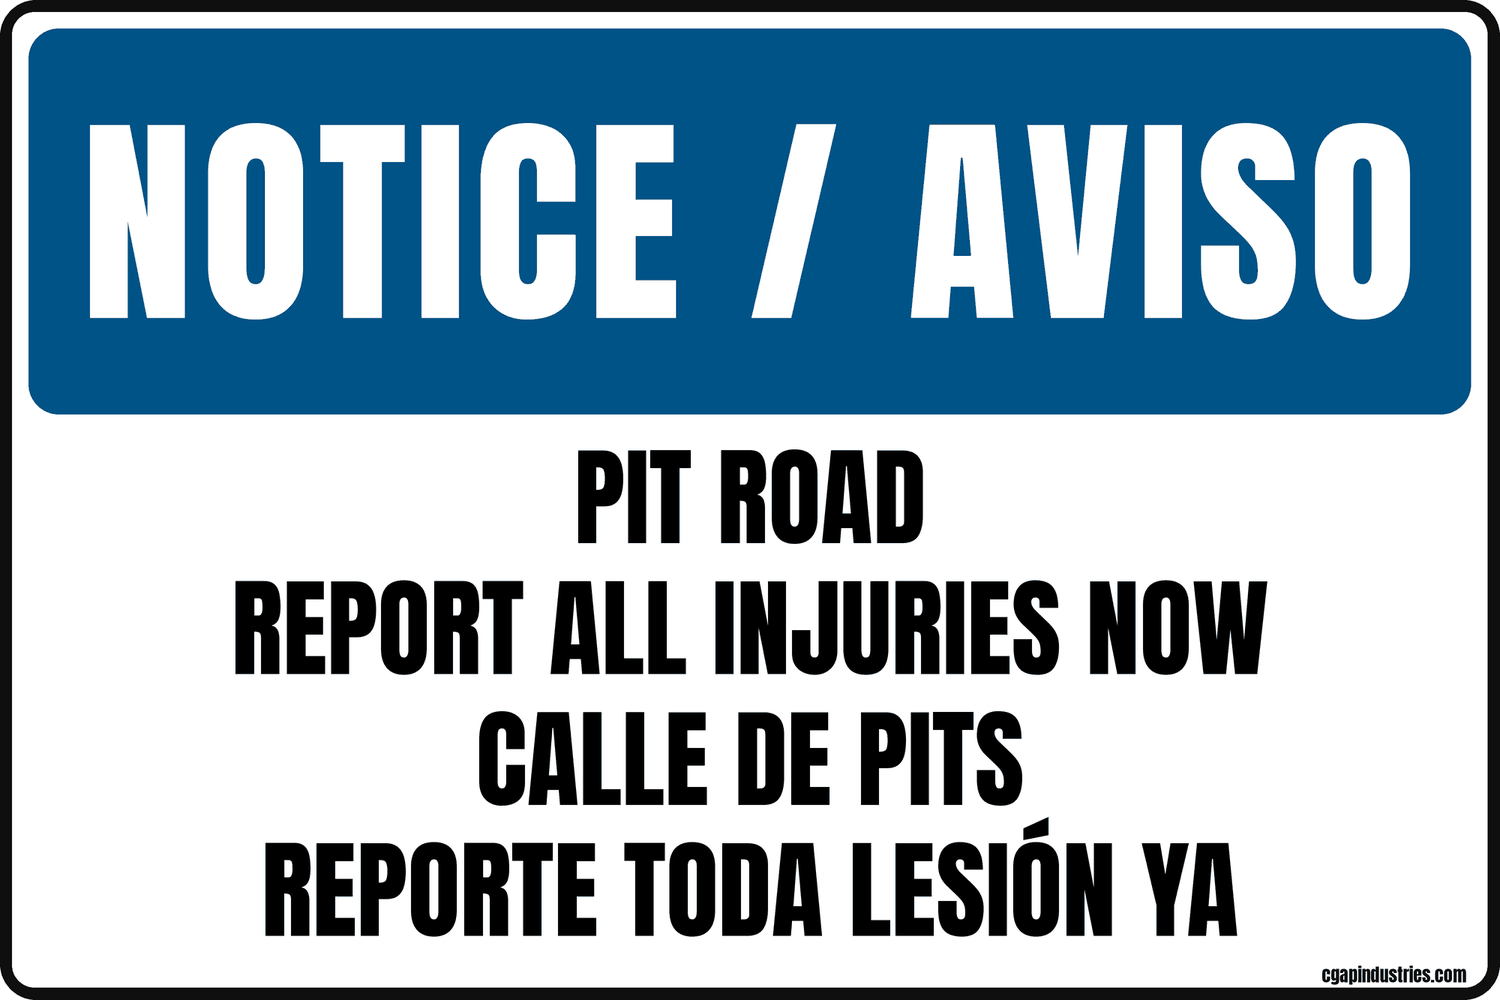 NOTICE / AVISO
PIT ROAD
REPORT ALL INJURIES NOW
CALLE DE PITS
REPORTE TODA LESIÓN YA
cgapindustries.com